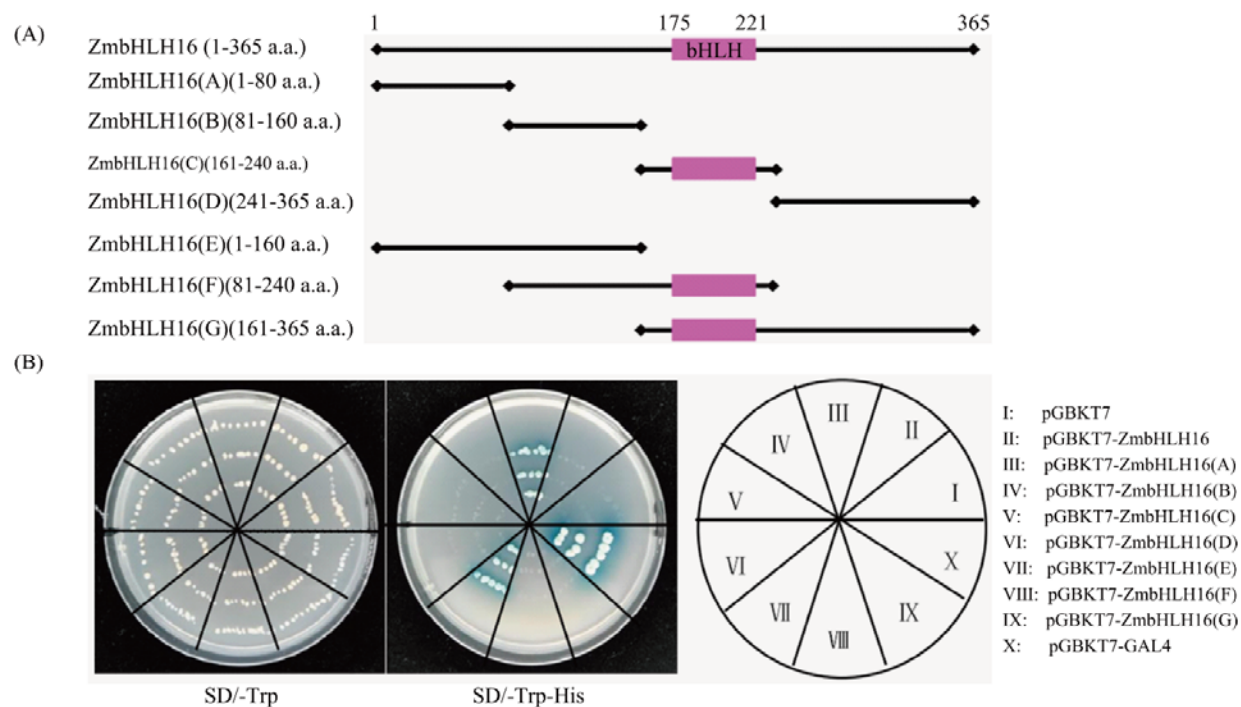 (A)
1 175 221 365
ZmbHLH16 (1-365 a.a.)
bHLH
ZmbHLH16(A)(1-80 a.a.)
ZmbHLH16(B)(81-160 a.a.)
ZmbHLH16(C)(161-240 a.a.)
ZmbHLH16(D)(241-365 a.a.)
ZmbHLH16(E)(1-160 a.a.)
ZmbHLH16(F)(81-240 a.a.)
ZmbHLH16(G)(161-365 a.a.)
(B)
III
IV
II
V
I
VI
X
VII
IX
VIII
I: pGBKT7
II: pGBKT7-ZmbHLH16
III: pGBKT7-ZmbHLH16(A)
IV: pGBKT7-ZmbHLH16(B)
V: pGBKT7-ZmbHLH16(C)
VI: pGBKT7-ZmbHLH16(D)
VII: pGBKT7-ZmbHLH16(E)
VIII: pGBKT7-ZmbHLH16(F)
IX: pGBKT7-ZmbHLH16(G)
X: pGBKT7-GAL4
SD/-Trp
SD/-Trp-His